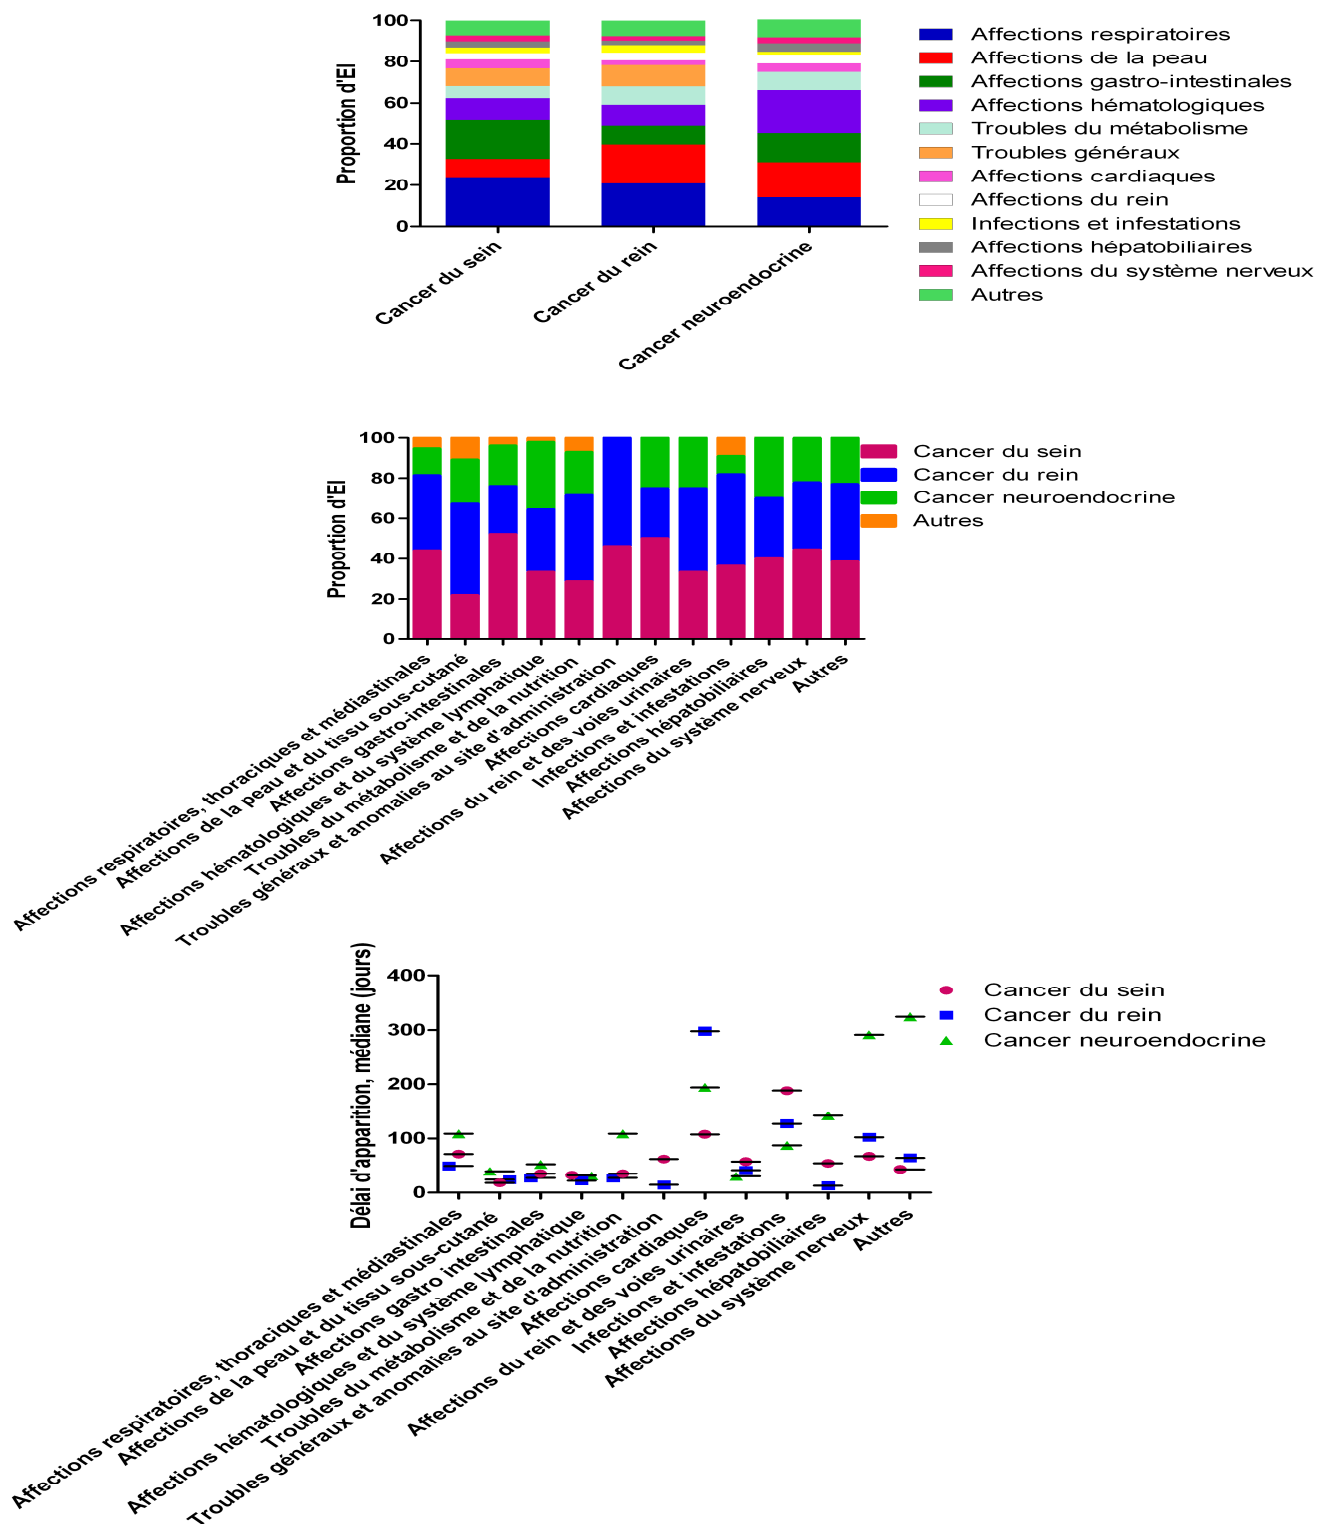 Proportion d'EI
100
80
60
40
20
0
Cancer du sein
Cancer du rein
Cancer neuroendocrine
Affections respiratoires
Affections de la peau
Affections gastro-intestinales
Affections hématologiques
Troubles du métabolisme
Troubles généraux
Affections cardiaques
Affections du rein
Infections et infestations
Affections hépatobiliaires
Affections du système nerveux
Autres
Proportion d'EI
100
80
60
40
20
0
Affections respiratoires, thoraciques et médiastinales
Affections de la peau et du tissu sous-cutané
Affections gastro-intestinales
Affections hématologiques et du système lymphatique
Troubles du métabolisme et de la nutrition
Troubles généraux et anomalies au site d'administration
Affections cardiaques
Affections du rein et des voies urinaires
Infections et infestations
Affections hépatobiliaires
Affections du système nerveux
Autres
Cancer du sein
Cancer du rein
Cancer neuroendocrine
Autres
Délai d'apparition, médiane (jours)
400
300
200
100
0
Affections respiratoires, thoraciques et médiastinales
Affections de la peau et du tissu sous-cutané
Affections gastro intestinales
Affections hématologiques et du système lymphatique
Troubles du métabolisme et de la nutrition
Troubles généraux et anomalies au site d'administration
Affections cardiaques
Affections du rein et des voies urinaires
Infections et infestations
Affections hépatobiliaires
Affections du système nerveux
Autres
Cancer du sein
Cancer du rein
Cancer neuroendocrine